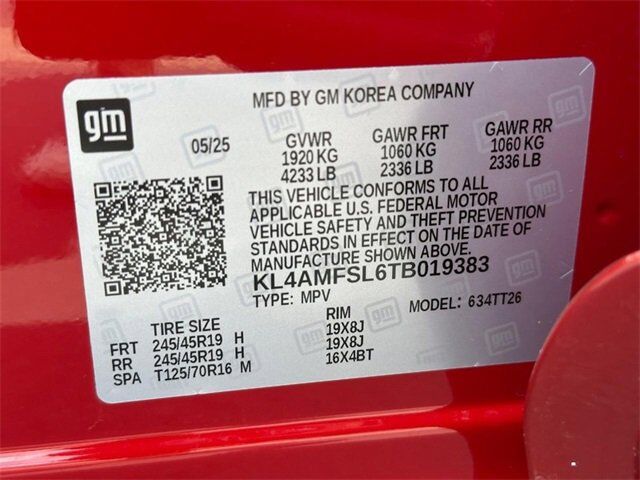 MFD BY GM KOREA COMPANY
gm
05/25
GVWR GAWR FRT GAWR RR
1920 KG 1060 KG 1060 KG
4233 LB 2336 LB 2336 LB
THIS VEHICLE CONFORMS TO ALL
APPLICABLE U.S. FEDERAL MOTOR
VEHICLE SAFETY AND THEFT PREVENTION
STANDARDS IN EFFECT ON THE DATE OF
MANUFACTURE SHOWN ABOVE.
KL4AMFSL6TB019383
TYPE: MPV MODEL: 634TT26
TIRE SIZE RIM
FRT 245/45R19 H 19X8J
RR 245/45R19 H 19X8J
SPA T125/70R16 M 16X4BT